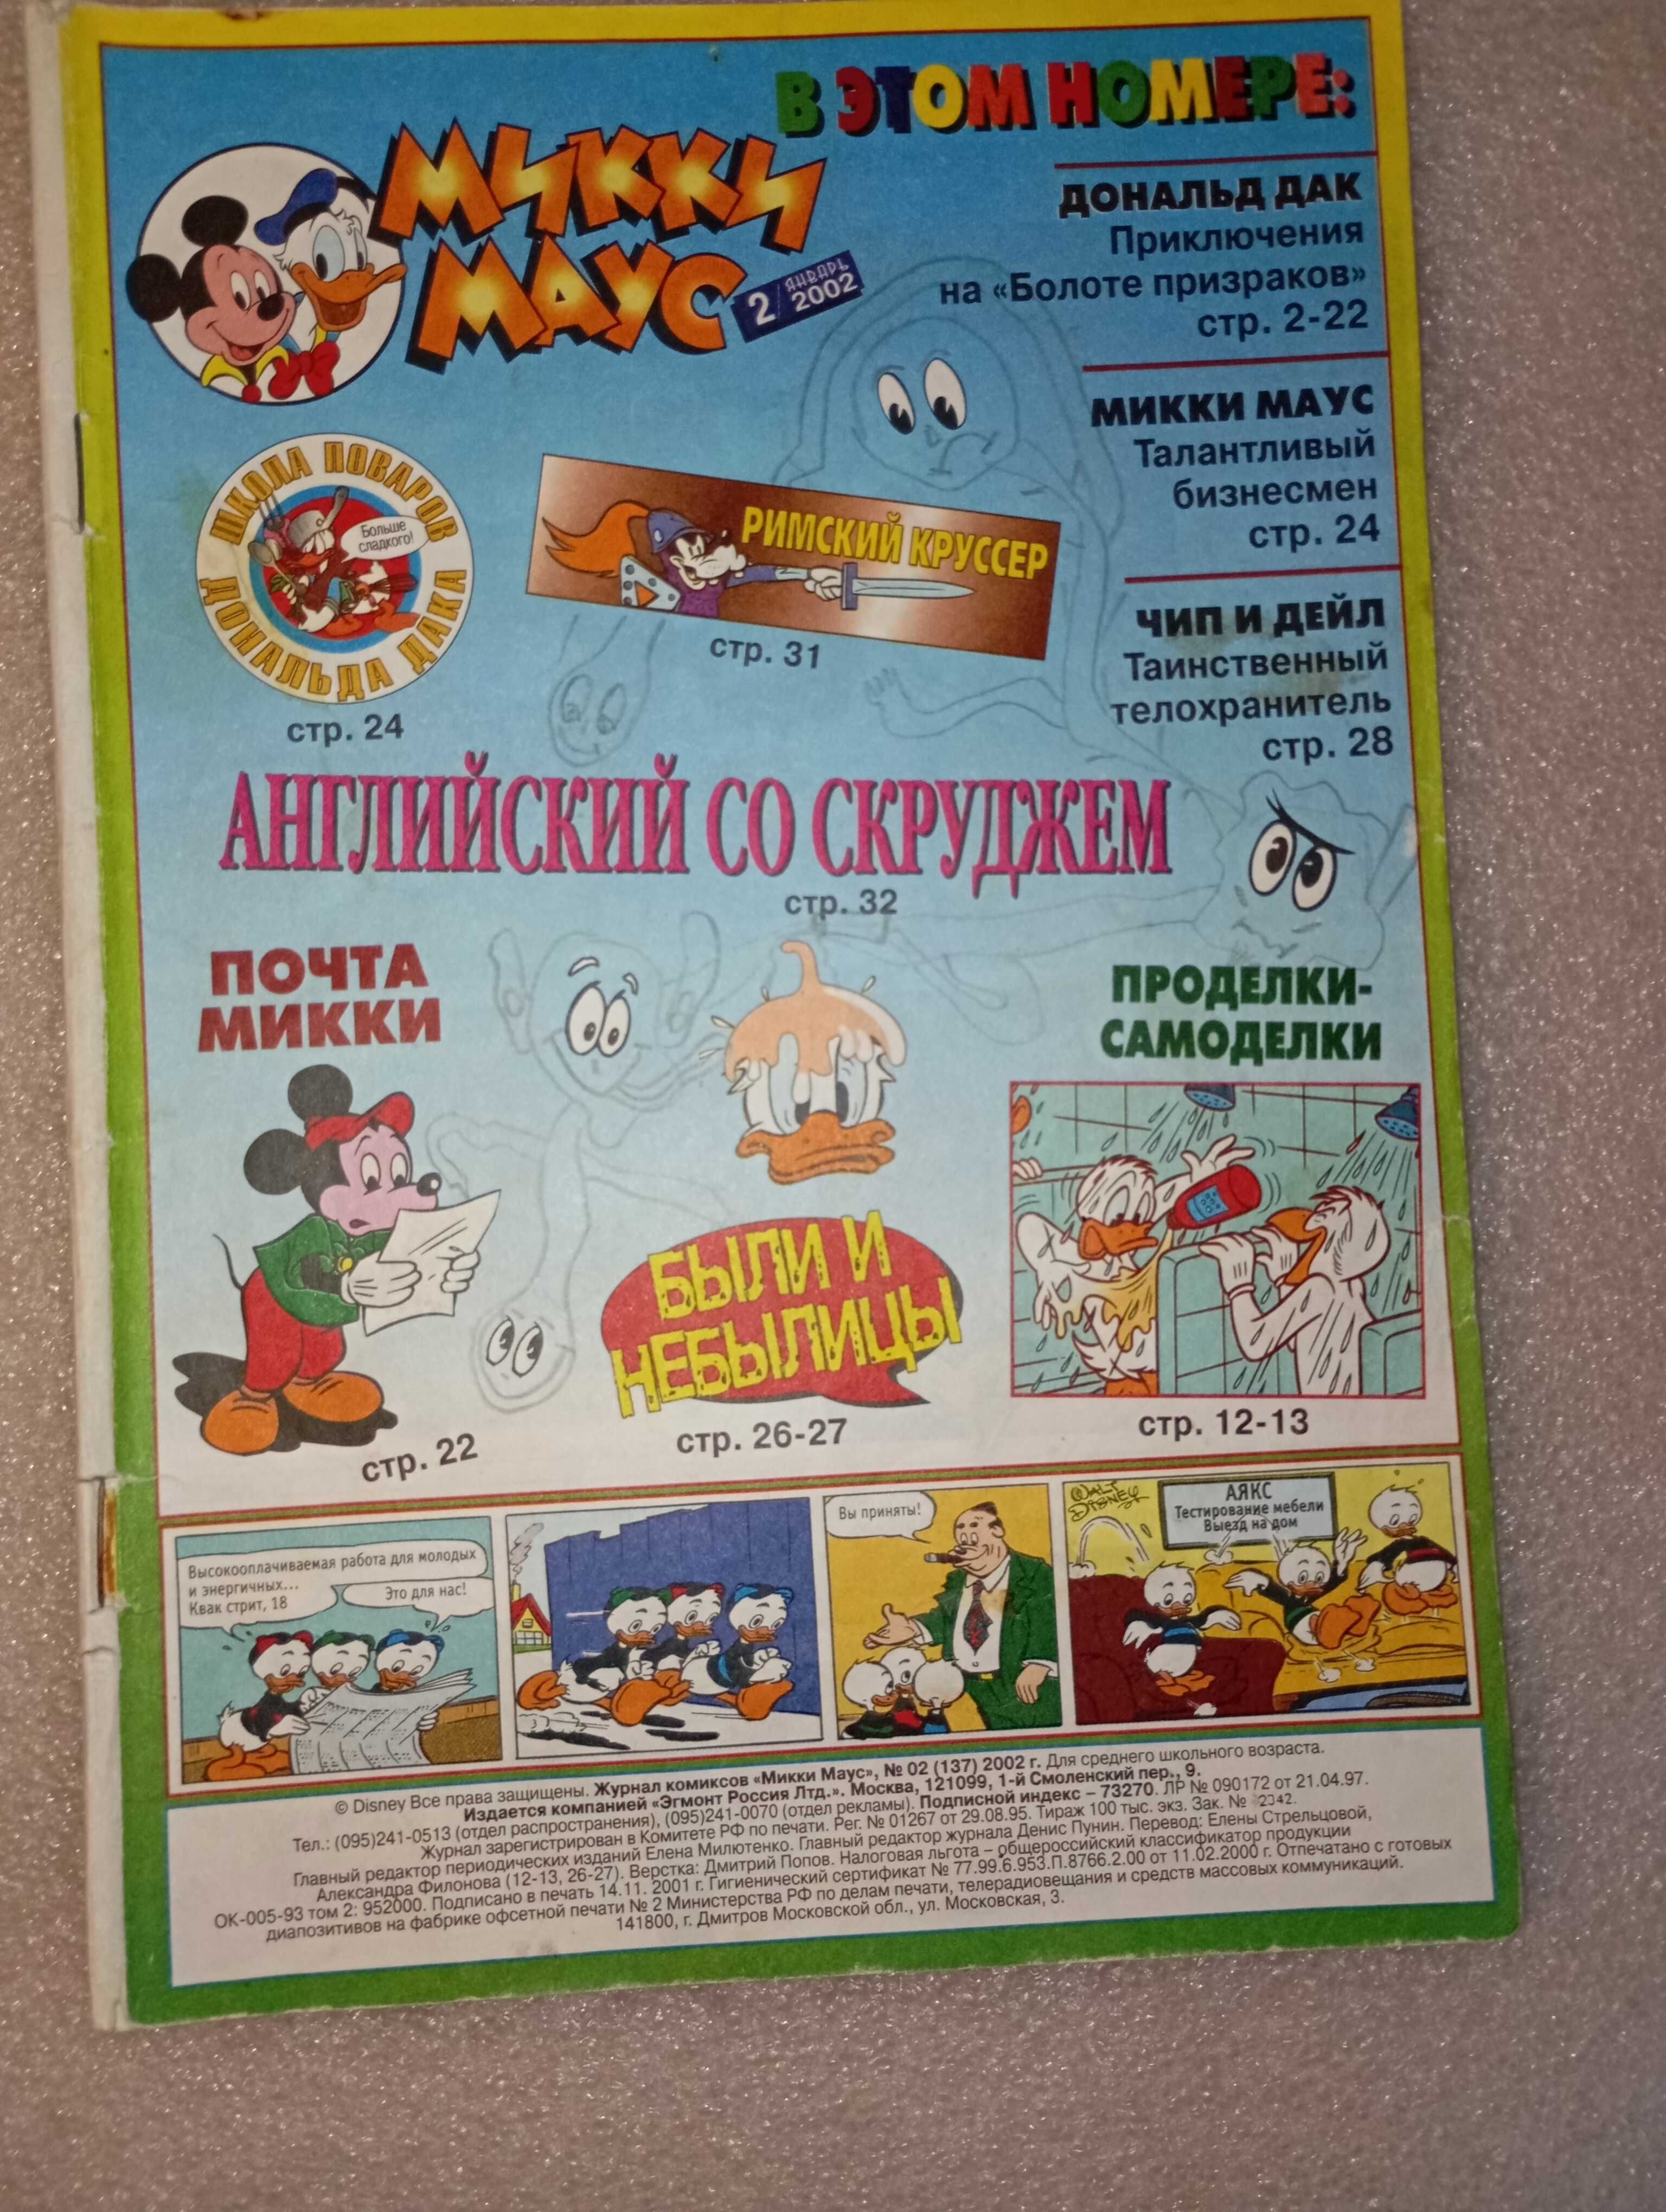 В ЭТОМ НОМЕРЕ:
МИККИ
МАУС
2 ЯНВАРЬ
2002
ДОНАЛЬД ДАК
Приключения
на «Болоте призраков»
стр. 2-22
МИККИ МАУС
Талантливый
бизнесмен
стр. 24
ЧИП И ДЕЙЛ
Таинственный
телохранитель
стр. 28
ШКОЛА ПОВАРОВ
ДОНАЛЬДА ДАКА
Больше
сладкого!
стр. 24
РИМСКИЙ КРУССЕР
стр. 31
АНГЛИЙСКИЙ СО СКРУДЖЕМ
стр. 32
ПОЧТА
МИККИ
стр. 22
БЫЛИ И
НЕБЫЛИЦЫ
стр. 26-27
ПРОДЕЛКИ-
САМОДЕЛКИ
стр. 12-13
Высокооплачиваемая работа для молодых
и энергичных...
Квак стрит, 18
Это для нас!
Вы приняты!
WALT
DISNEY
АЯКС
Тестирование мебели
Выезд на дом
© Disney Все права защищены. Журнал комиксов «Микки Маус», № 02 (137) 2002 г. Для среднего школьного возраста.
Издается компанией «Эгмонт Россия Лтд.». Москва, 121099, 1-й Смоленский пер., 9.
Тел.: (095)241-0513 (отдел распространения), (095)241-0070 (отдел рекламы). Подписной индекс – 73270. ЛР № 090172 от 21.04.97.
Журнал зарегистрирован в Комитете РФ по печати. Рег. № 01267 от 29.08.95. Тираж 100 тыс. экз. Зак. № 2342.
Главный редактор периодических изданий Елена Милютенко. Главный редактор журнала Денис Пунин. Перевод: Елены Стрельцовой,
Александра Филонова (12-13, 26-27). Верстка: Дмитрий Попов. Налоговая льгота – общероссийский классификатор продукции
ОК-005-93 том 2: 952000. Подписано в печать 14.11. 2001 г. Гигиенический сертификат № 77.99.6.953.П.8766.2.00 от 11.02.2000 г. Отпечатано с готовых
диапозитивов на фабрике офсетной печати № 2 Министерства РФ по делам печати, телерадиовещания и средств массовых коммуникаций.
141800, г. Дмитров Московской обл., ул. Московская, 3.